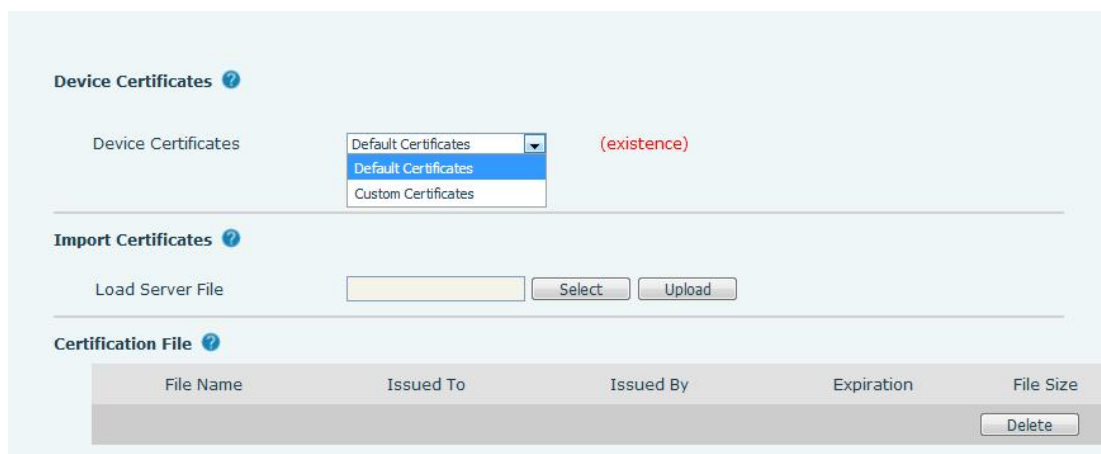 Device Certificates ?
Device Certificates Default Certificates (existence)
Default Certificates
Custom Certificates
Import Certificates ?
Load Server File Select Upload
Certification File ?
File Name Issued To Issued By Expiration File Size
Delete